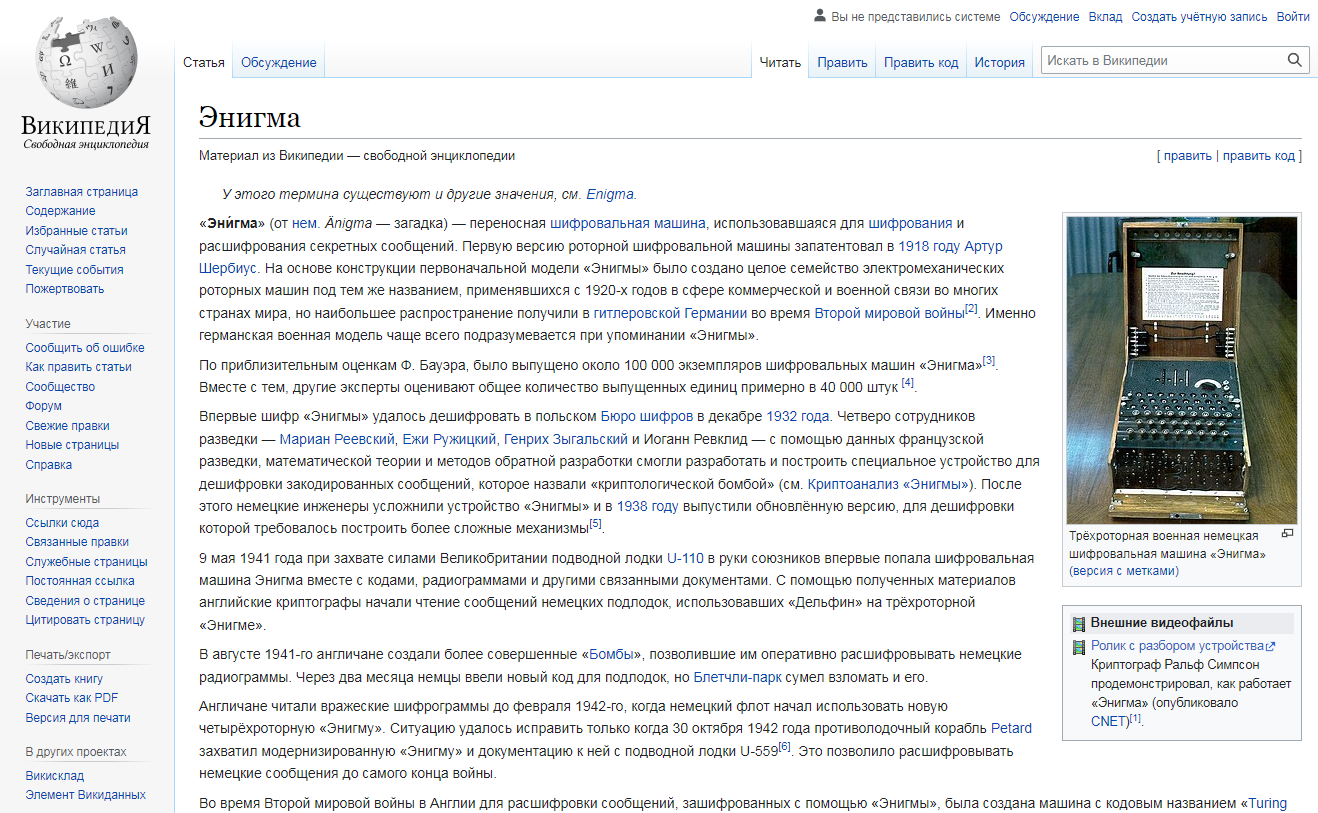 Вы не представились системе Обсуждение Вклад Создать учётную запись Войти
Статья Обсуждение Читать Править Править код История Искать в Википедии
ВикипедиЯ
Свободная энциклопедия
Заглавная страница
Содержание
Избранные статьи
Случайная статья
Текущие события
Пожертвовать
Участие
Сообщить об ошибке
Как править статьи
Сообщество
Форум
Свежие правки
Новые страницы
Справка
Инструменты
Ссылки сюда
Связанные правки
Служебные страницы
Постоянная ссылка
Сведения о странице
Цитировать страницу
Печать/экспорт
Создать книгу
Скачать как PDF
Версия для печати
В других проектах
Викисклад
Элемент Викиданных
Энигма
Материал из Википедии — свободной энциклопедии [ править | править код ]
У этого термина существуют и другие значения, см. Enigma.
«Эни́гма» (от нем. Änigma — загадка) — переносная шифровальная машина, использовавшаяся для шифрования и
расшифрования секретных сообщений. Первую версию роторной шифровальной машины запатентовал в 1918 году Артур
Шербиус. На основе конструкции первоначальной модели «Энигмы» было создано целое семейство электромеханических
роторных машин под тем же названием, применявшихся с 1920-х годов в сфере коммерческой и военной связи во многих
странах мира, но наибольшее распространение получили в гитлеровской Германии во время Второй мировой войны[2]. Именно
германская военная модель чаще всего подразумевается при упоминании «Энигмы».
По приблизительным оценкам Ф. Бауэра, было выпущено около 100 000 экземпляров шифровальных машин «Энигма»[3].
Вместе с тем, другие эксперты оценивают общее количество выпущенных единиц примерно в 40 000 штук [4].
Впервые шифр «Энигмы» удалось дешифровать в польском Бюро шифров в декабре 1932 года. Четверо сотрудников
разведки — Мариан Реевский, Ежи Ружицкий, Генрих Зыгальский и Иоганн Ревклид — с помощью данных французской
разведки, математической теории и методов обратной разработки смогли разработать и построить специальное устройство для
дешифровки закодированных сообщений, которое назвали «криптологической бомбой» (см. Криптоанализ «Энигмы»). После
этого немецкие инженеры усложнили устройство «Энигмы» и в 1938 году выпустили обновлённую версию, для дешифровки
которой требовалось построить более сложные механизмы[5].
9 мая 1941 года при захвате силами Великобритании подводной лодки U-110 в руки союзников впервые попала шифровальная
машина Энигма вместе с кодами, радиограммами и другими связанными документами. С помощью полученных материалов
английские криптографы начали чтение сообщений немецких подлодок, использовавших «Дельфин» на трёхроторной
«Энигме».
В августе 1941-го англичане создали более совершенные «Бомбы», позволившие им оперативно расшифровывать немецкие
радиограммы. Через два месяца немцы ввели новый код для подлодок, но Блетчли-парк сумел взломать и его.
Англичане читали вражеские шифрограммы до февраля 1942-го, когда немецкий флот начал использовать новую
четырёхроторную «Энигму». Ситуацию удалось исправить только когда 30 октября 1942 года противолодочный корабль Petard
захватил модернизированную «Энигму» и документацию к ней с подводной лодки U-559[6]. Это позволило расшифровывать
немецкие сообщения до самого конца войны.
Во время Второй мировой войны в Англии для расшифровки сообщений, зашифрованных с помощью «Энигмы», была создана машина с кодовым названием «Turing
Трёхроторная военная немецкая
шифровальная машина «Энигма»
(версия с метками)
Внешние видеофайлы
Ролик с разбором устройства
Криптограф Ральф Симпсон
продемонстрировал, как работает
«Энигма» (опубликовало
CNET)[1].